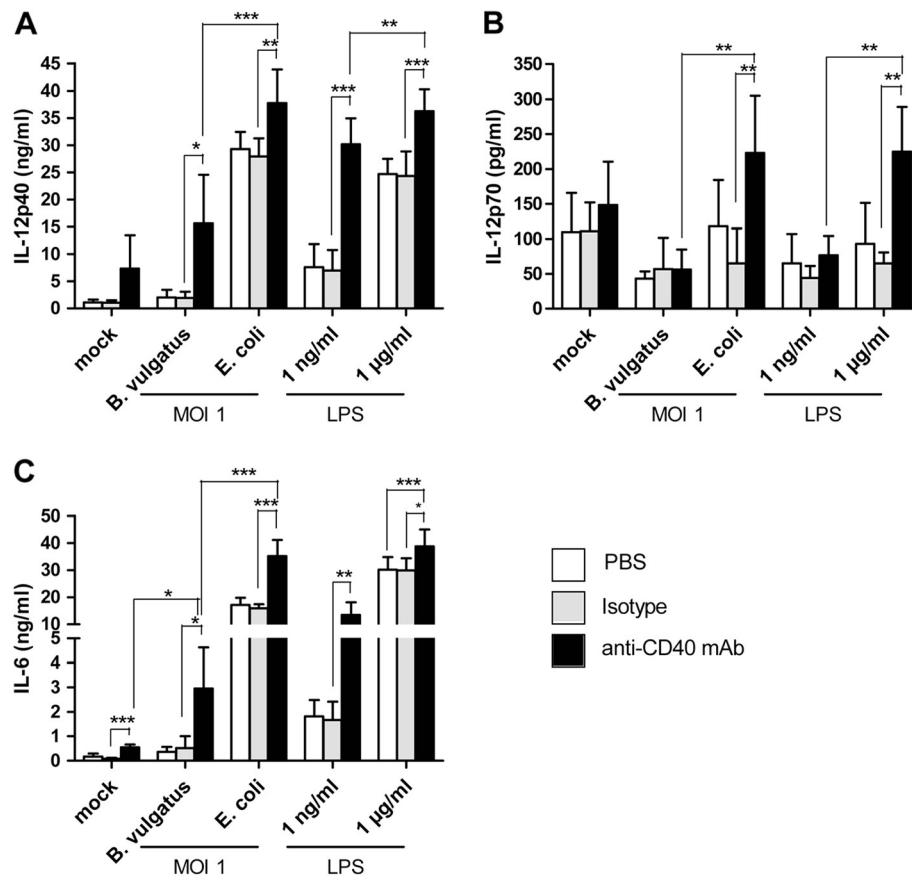 A
IL-12p40 (ng/ml)
45
40
35
30
25
20
15
10
5
0
***
**
*
***
**
***
mock
B. vulgatus
E. coli
1 ng/ml
1 µg/ml
MOI 1
LPS
B
IL-12p70 (pg/ml)
350
300
250
200
150
100
50
0
**
**
**
**
mock
B. vulgatus
E. coli
1 ng/ml
1 µg/ml
MOI 1
LPS
C
IL-6 (ng/ml)
50
40
30
20
10
5
4
3
2
1
0
***
***
***
*
*
*
**
***
mock
B. vulgatus
E. coli
1 ng/ml
1 µg/ml
MOI 1
LPS
PBS
Isotype
anti-CD40 mAb